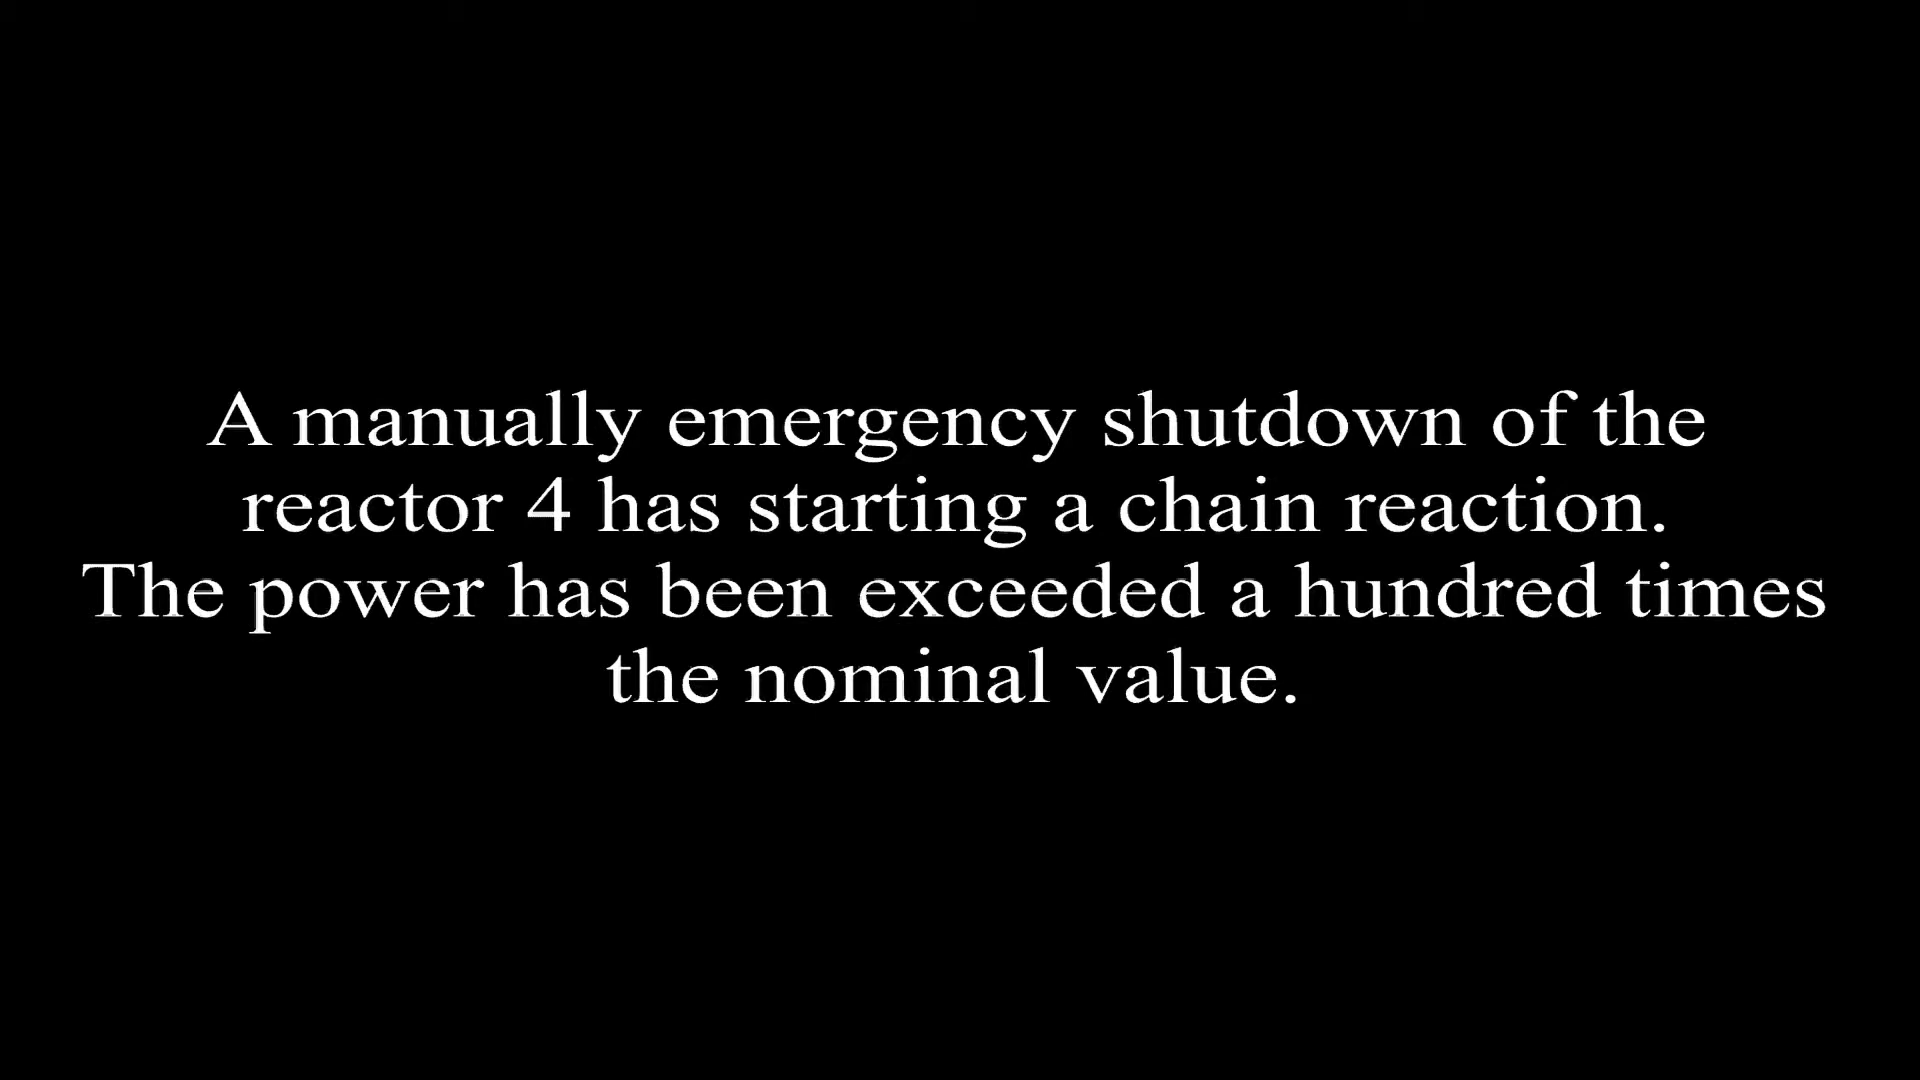 A manually emergency shutdown of the
reactor 4 has starting a chain reaction.
The power has been exceeded a hundred times
the nominal value.